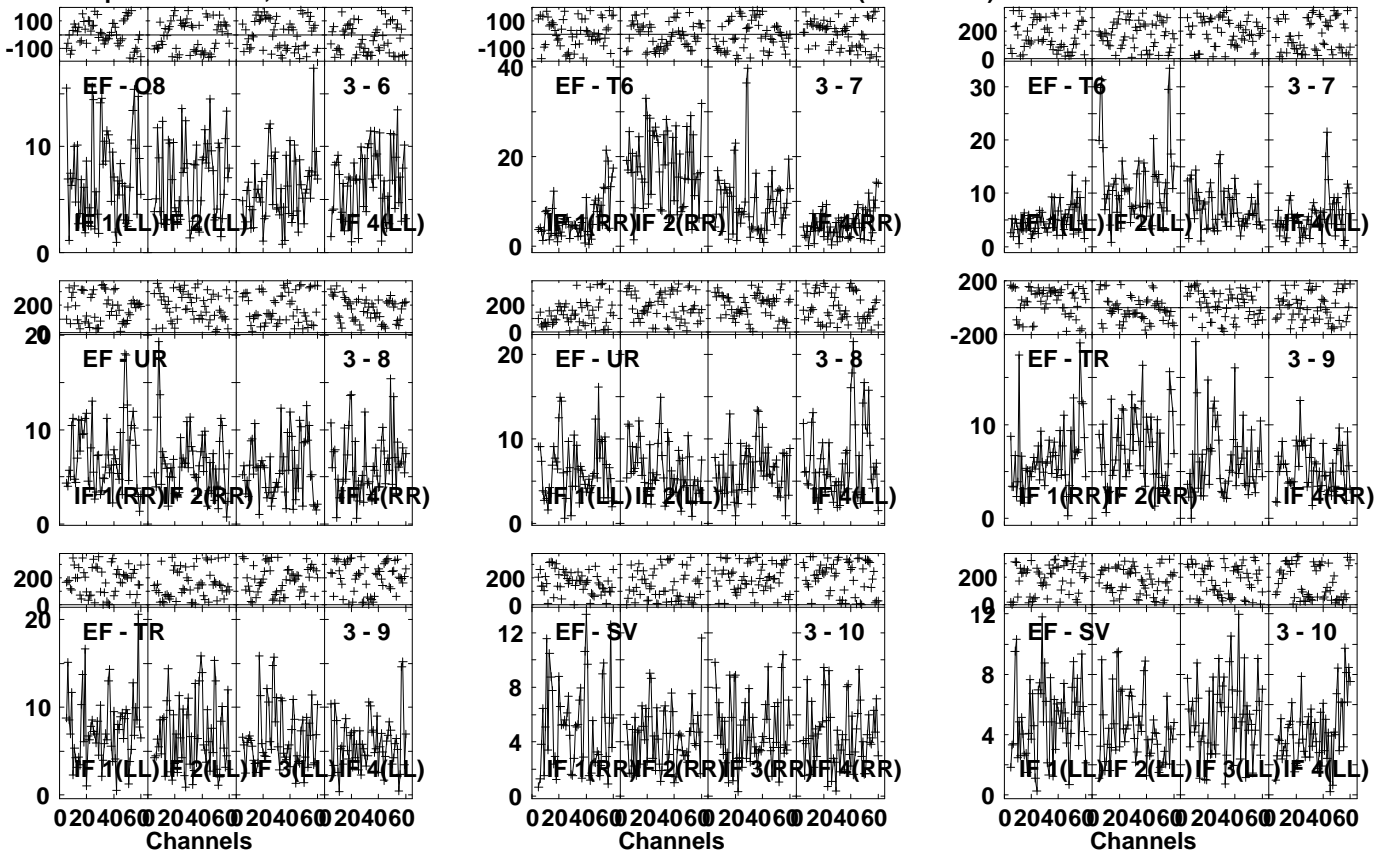 100 100 200
-100 -100 0
EF - O8 3 - 6 EF - T6 3 - 7 EF - T6 3 - 7
40 30
10 20 20
10
IF 1(LL) IF 2(LL) IF 4(LL) IF 1(RR) IF 2(RR) IF 4(RR) IF 1(LL) IF 2(LL) IF 4(LL)
0 0 0
200 200 200
0 0 -200
20 EF - UR 3 - 8 20 EF - UR 3 - 8 EF - TR 3 - 9
10 10 10
IF 1(RR) IF 2(RR) IF 4(RR) IF 1(LL) IF 2(LL) IF 4(LL) IF 1(RR) IF 2(RR) IF 4(RR)
0 0 0
200 200 200
0 0 0
20 EF - TR 3 - 9 12 EF - SV 3 - 10 12 EF - SV 3 - 10
10 8 8
4 4
IF 1(LL) IF 2(LL) IF 3(LL) IF 4(LL) IF 1(RR) IF 2(RR) IF 3(RR) IF 4(RR) IF 1(LL) IF 2(LL) IF 3(LL) IF 4(LL)
0 0 0
0 20 40 60 0 20 40 60 0 20 40 60 0 20 40 60 0 20 40 60 0 20 40 60 0 20 40 60 0 20 40 60 0 20 40 60 0 20 40 60 0 20 40 60 0 20 40 60
Channels Channels Channels